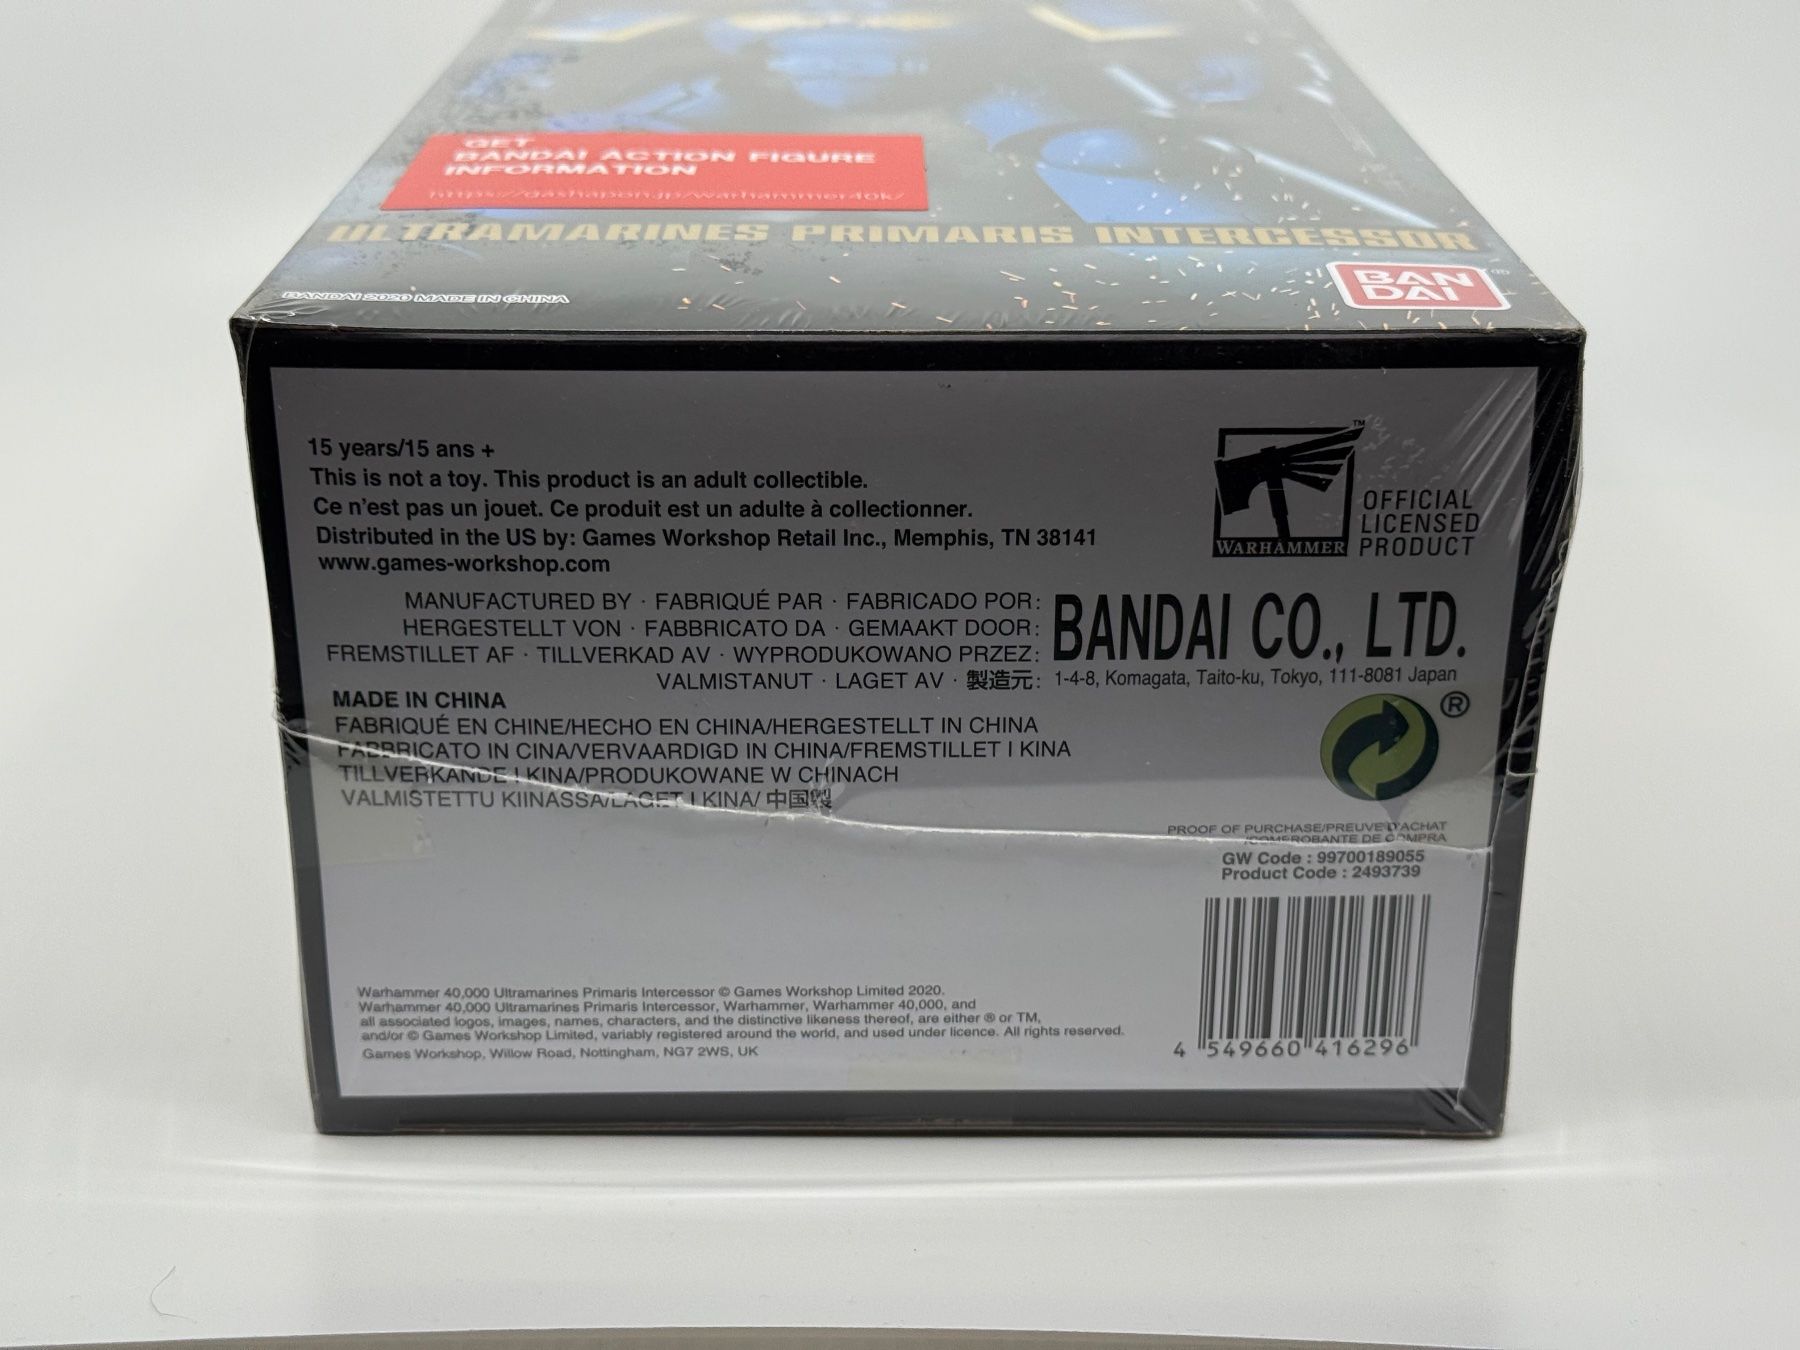 GET
BANDAI ACTION FIGURE
INFORMATION
https://gashapon.jp/warhammer40k/
ULTRAMARINES PRIMARIS INTERCESSOR
BANDAI 2020 MADE IN CHINA
BAN
DAI
15 years/15 ans +
This is not a toy. This product is an adult collectible.
Ce n'est pas un jouet. Ce produit est un adulte à collectionner.
Distributed in the US by: Games Workshop Retail Inc., Memphis, TN 38141
www.games-workshop.com
WARHAMMER™
OFFICIAL
LICENSED
PRODUCT
MANUFACTURED BY · FABRIQUÉ PAR · FABRICADO POR:
HERGESTELLT VON · FABBRICATO DA · GEMAAKT DOOR:
FREMSTILLET AF · TILLVERKAD AV · WYPRODUKOWANO PRZEZ:
VALMISTANUT · LAGET AV · 製造元:
BANDAI CO., LTD.
1-4-8, Komagata, Taito-ku, Tokyo, 111-8081 Japan
MADE IN CHINA
FABRIQUÉ EN CHINE/HECHO EN CHINA/HERGESTELLT IN CHINA
FABBRICATO IN CINA/VERVAARDIGD IN CHINA/FREMSTILLET I KINA
TILLVERKANDE I KINA/PRODUKOWANE W CHINACH
VALMISTETTU KIINASSA/LAGET I KINA/ 中国製
®
PROOF OF PURCHASE/PREUVE D'ACHAT
/COMEROBANTE DE COMPRA
GW Code : 99700189055
Product Code : 2493739
4 549660 416296
Warhammer 40,000 Ultramarines Primaris Intercessor © Games Workshop Limited 2020.
Warhammer 40,000 Ultramarines Primaris Intercessor, Warhammer, Warhammer 40,000, and
all associated logos, images, names, characters, and the distinctive likeness thereof, are either ® or TM,
and/or © Games Workshop Limited, variably registered around the world, and used under licence. All rights reserved.
Games Workshop, Willow Road, Nottingham, NG7 2WS, UK